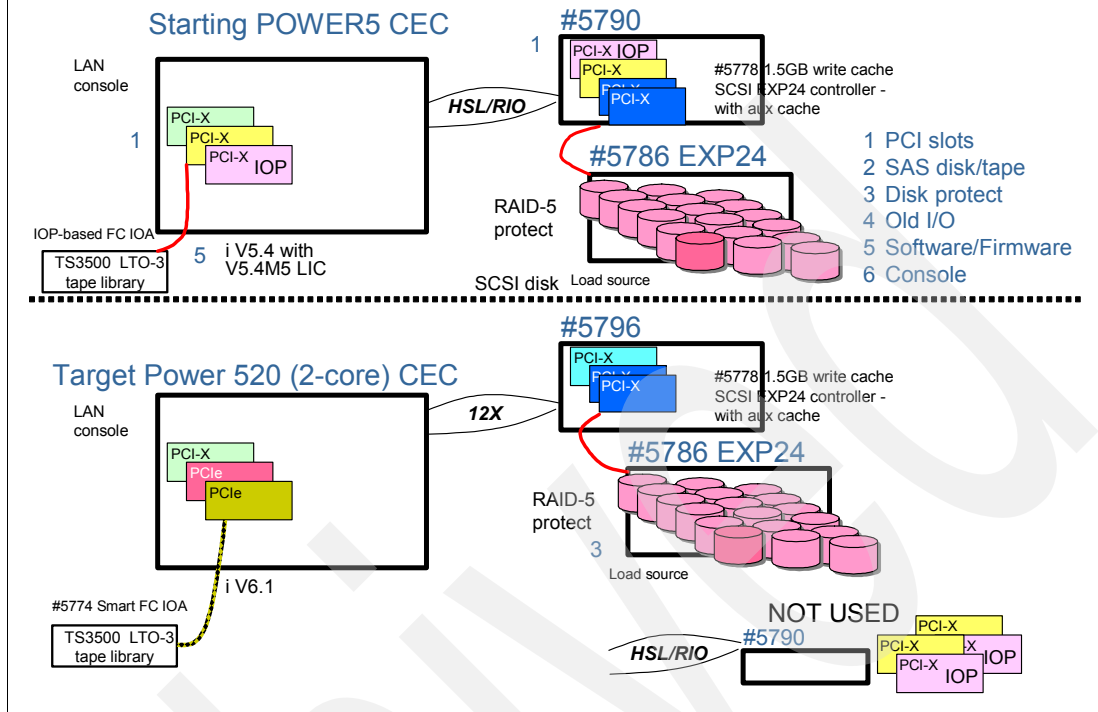 Starting POWER5 CEC
#5790
LAN
console
1
PCI-X
PCI-X
PCI-X IOP
HSL/RIO
1
PCI-X IOP
PCI-X
PCI-X
PCI-X
#5778 1.5GB write cache
SCSI EXP24 controller -
with aux cache
#5786 EXP24
RAID-5
protect
1 PCI slots
2 SAS disk/tape
3 Disk protect
4 Old I/O
5 Software/Firmware
6 Console
IOP-based FC IOA
TS3500 LTO-3
tape library
5
i V5.4 with
V5.4M5 LIC
SCSI disk
Load source
#5796
Target Power 520 (2-core) CEC
LAN
console
PCI-X
PCIe
PCIe
12X
PCI-X
PCI-X
PCI-X
#5778 1.5GB write cache
SCSI EXP24 controller -
with aux cache
#5786 EXP24
RAID-5
protect
3
Load source
i V6.1
#5774 Smart FC IOA
TS3500 LTO-3
tape library
NOT USED
HSL/RIO
#5790
PCI-X
PCI-X
-X IOP
PCI-X IOP